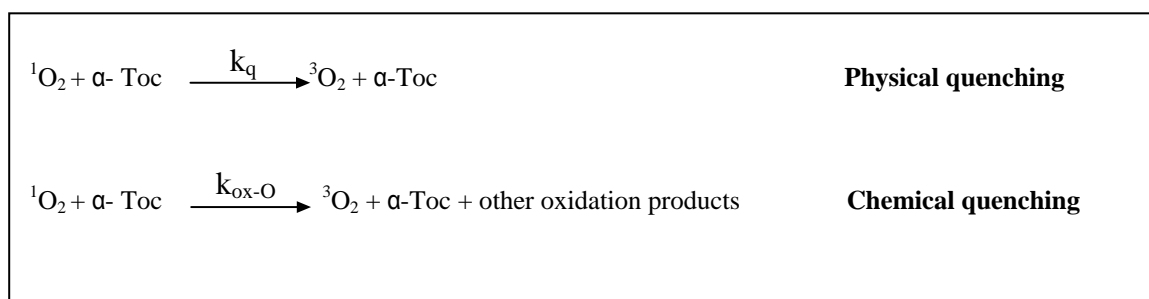 ¹O₂ + α- Toc k_q ³O₂ + α-Toc Physical quenching
¹O₂ + α- Toc k_ox-O ³O₂ + α-Toc + other oxidation products Chemical quenching